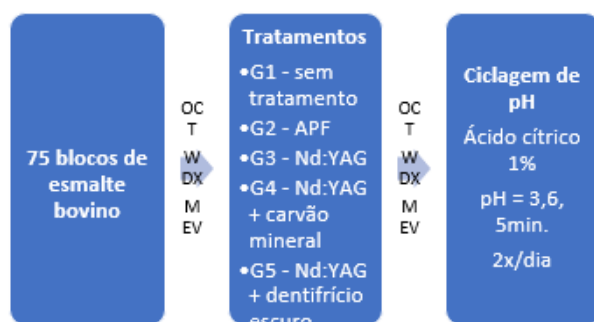 75 blocos de
esmalte
bovino
OC
T
W
DX
M
EV
Tratamentos
•G1 - sem
tratamento
•G2 - APF
•G3 - Nd:YAG
•G4 - Nd:YAG
+ carvão
mineral
•G5 - Nd:YAG
+ dentifrício
escuro
OC
T
W
DX
M
EV
Ciclagem de
pH
Ácido cítrico
1%
pH = 3,6,
5min.
2x/dia